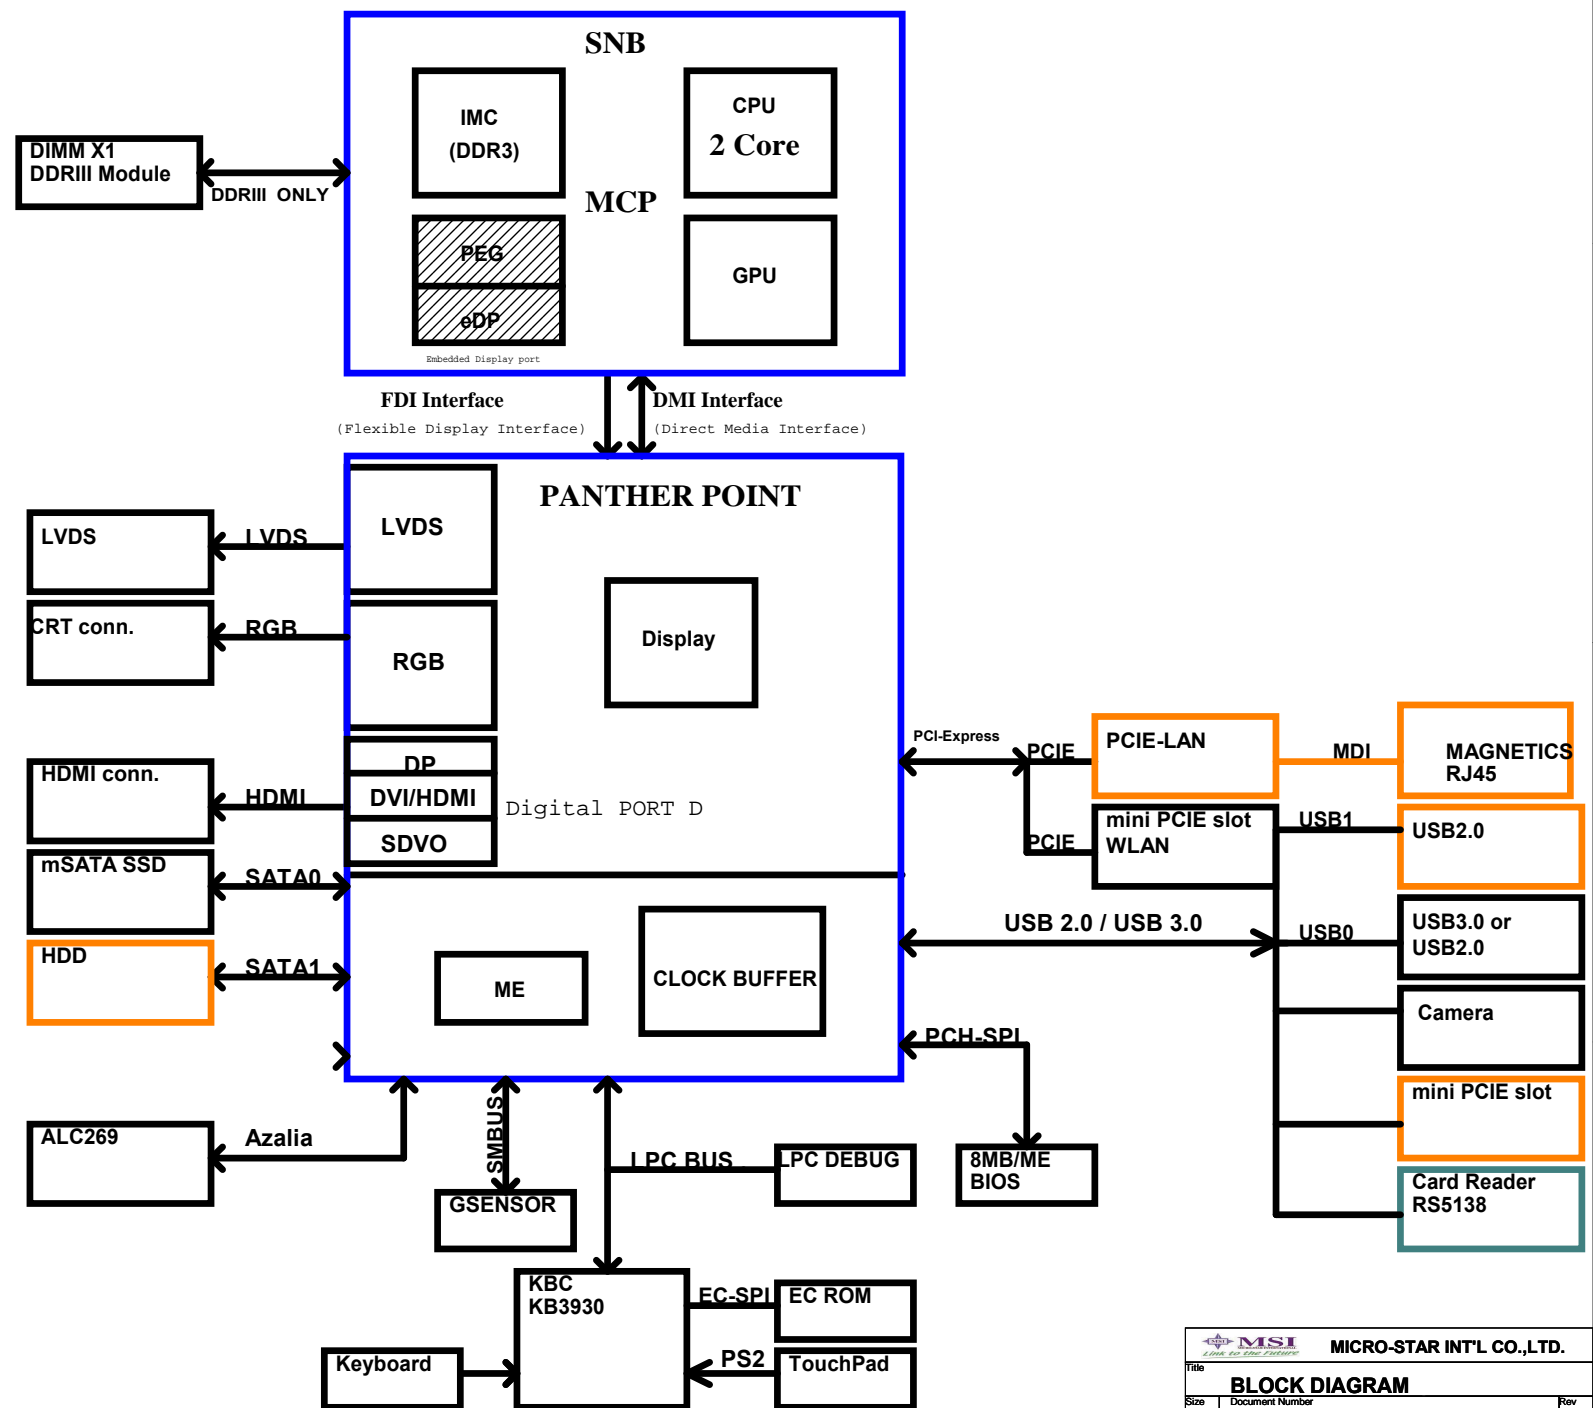 SNB
IMC
(DDR3)
CPU
2 Core
DIMM X1
DDRIII Module
DDRIII ONLY
MCP
PEG
GPU
eDP
Embedded Display port
FDI Interface
DMI Interface
(Flexible Display Interface)
(Direct Media Interface)
PANTHER POINT
LVDS
LVDS
LVDS
CRT conn.
RGB
RGB
Display
DP
HDMI conn.
HDMI
DVI/HDMI
Digital PORT D
SDVO
mSATA SSD
SATA0
HDD
SATA1
ME
CLOCK BUFFER
PCI-Express
PCIE
PCIE-LAN
MDI
MAGNETICS
RJ45
PCIE
mini PCIE slot
WLAN
USB1
USB2.0
USB 2.0 / USB 3.0
USB0
USB3.0 or
USB2.0
Camera
PCH-SPI
mini PCIE slot
ALC269
Azalia
SMBUS
GSENSOR
LPC BUS
LPC DEBUG
8MB/ME
BIOS
Card Reader
RS5138
KBC
KB3930
EC-SPI
EC ROM
Keyboard
PS2
TouchPad
MSI
Link to the Future
MICRO-STAR INT'L CO.,LTD.
Title
BLOCK DIAGRAM
Size
Document Number
Rev